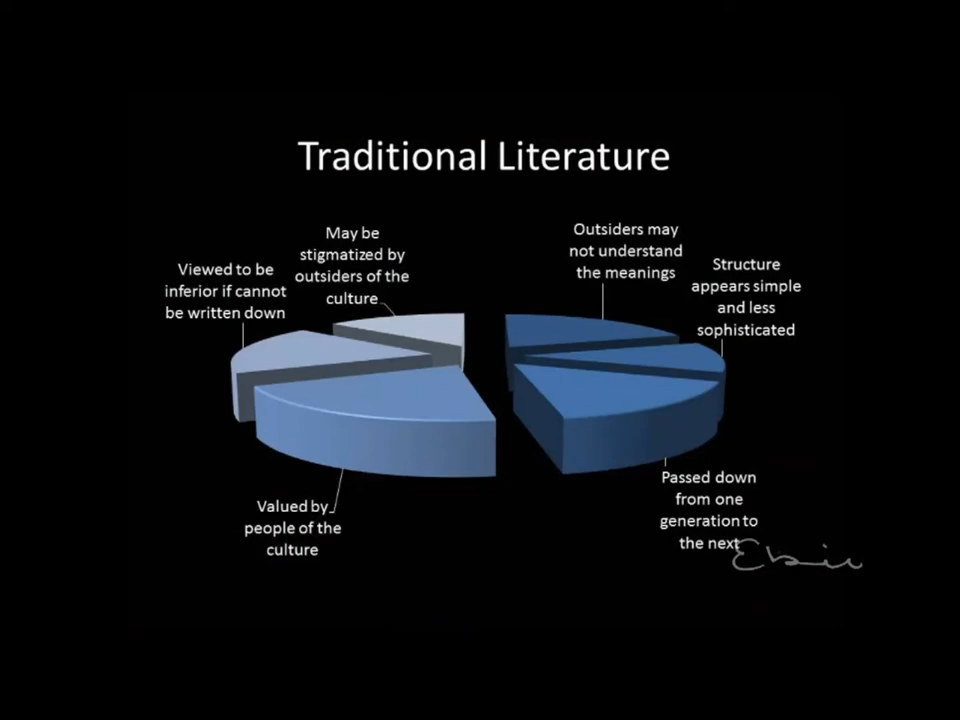 Traditional Literature
May be
stigmatized by
outsiders of the
culture
Viewed to be
inferior if cannot
be written down
Outsiders may
not understand
the meanings
Structure
appears simple
and less
sophisticated
Valued by
people of the
culture
Passed down
from one
generation to
the next